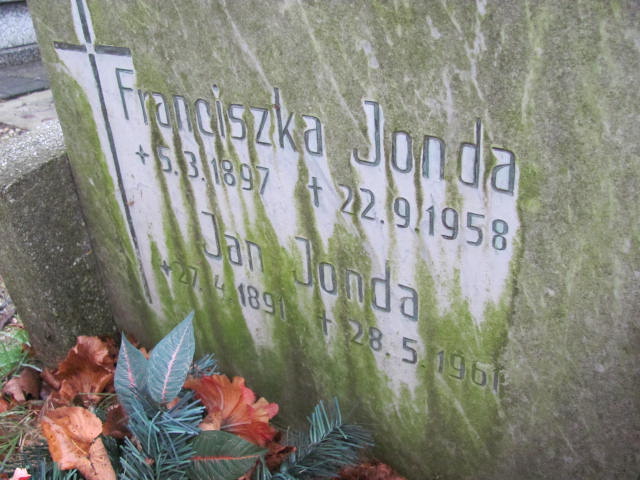 Franciszka Jonda
+ 5.3.1897 † 22.9.1958
Jan Jonda
+ 27.4.1891 † 28.5.1961